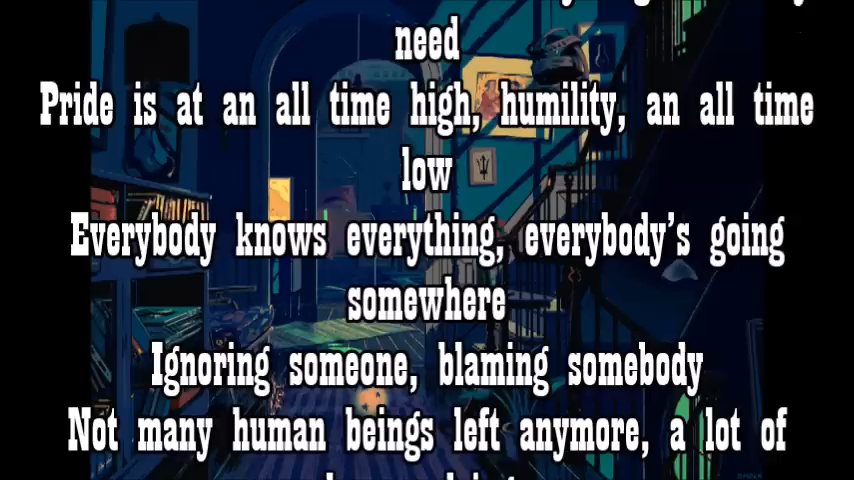 need
Pride is at an all time high, humility, an all time
low
Everybody knows everything, everybody's going
somewhere
Ignoring someone, blaming somebody
Not many human beings left anymore, a lot of